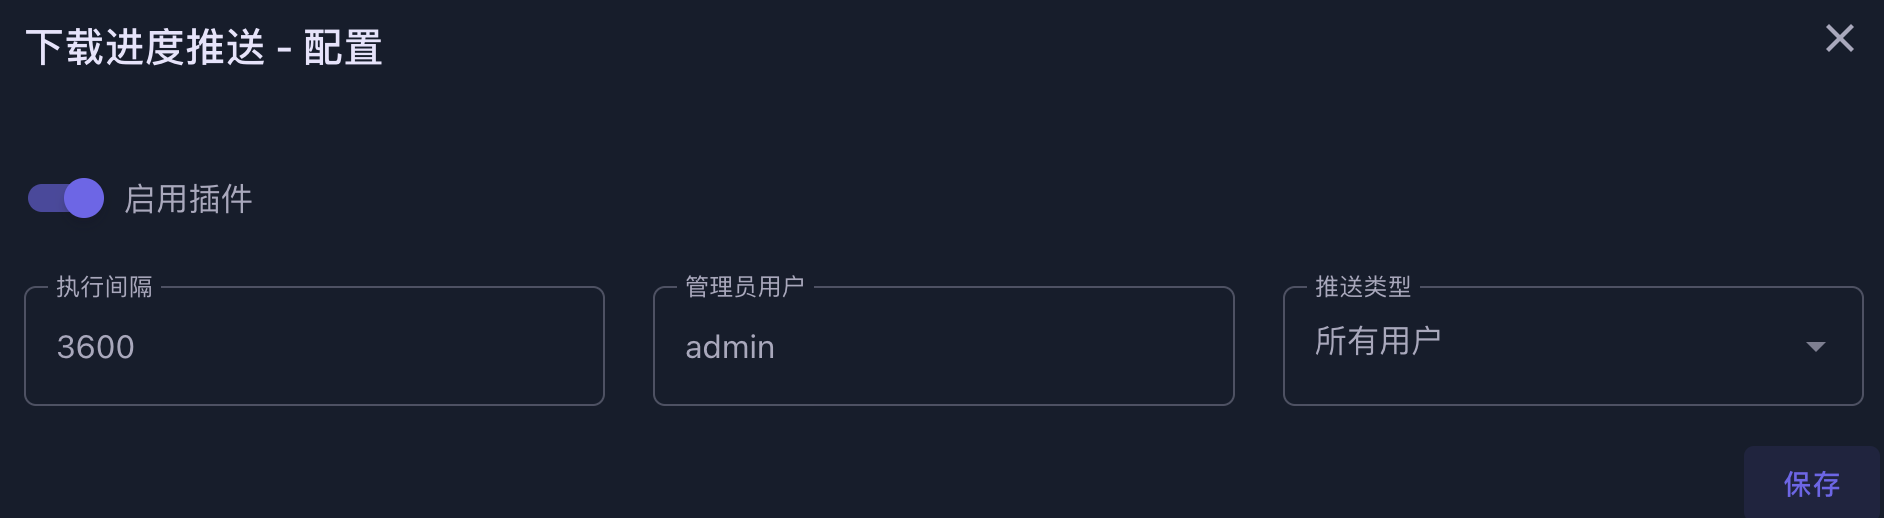 下载进度推送 - 配置
启用插件
执行间隔
3600
管理员用户
admin
推送类型
所有用户
保存